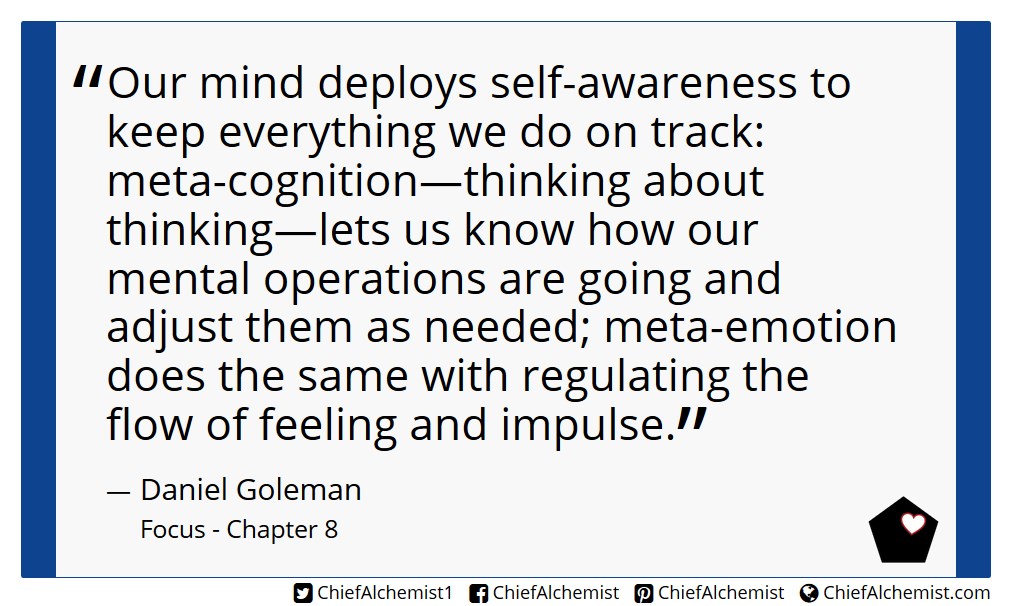 “Our mind deploys self-awareness to
keep everything we do on track:
meta-cognition—thinking about
thinking—lets us know how our
mental operations are going and
adjust them as needed; meta-emotion
does the same with regulating the
flow of feeling and impulse.”
— Daniel Goleman
Focus - Chapter 8
ChiefAlchemist1 ChiefAlchemist ChiefAlchemist ChiefAlchemist.com